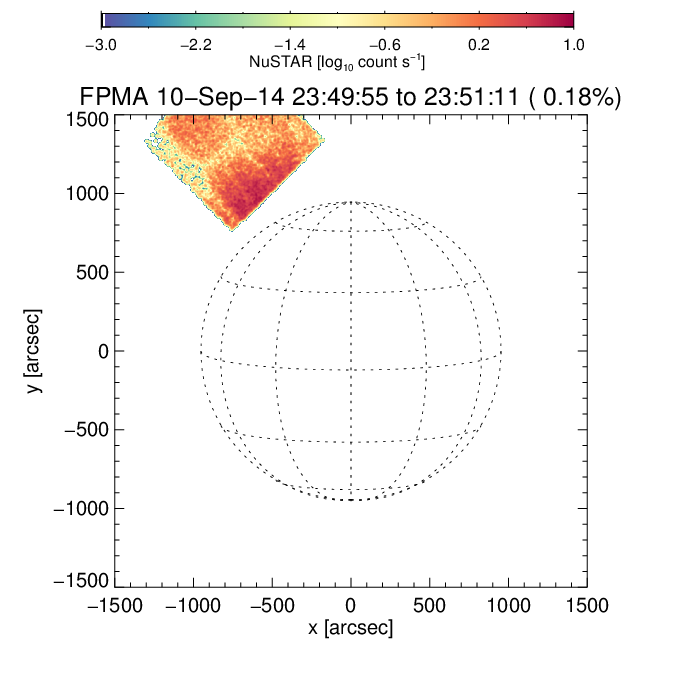 −3.0 −2.2 −1.4 −0.6 0.2 1.0
NuSTAR [log₁₀ count s⁻¹]
FPMA 10−Sep−14 23:49:55 to 23:51:11 ( 0.18%)
1500
1000
500
0
−500
−1000
−1500
y [arcsec]
−1500 −1000 −500 0 500 1000 1500
x [arcsec]